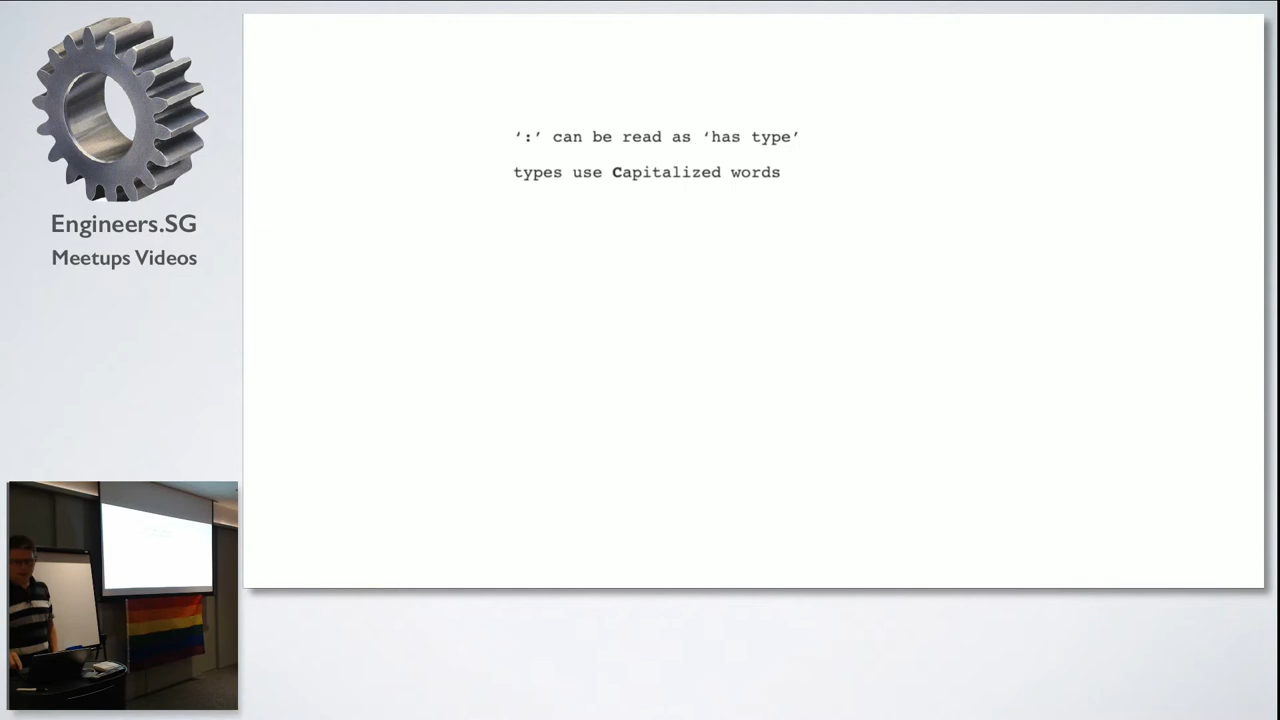 Engineers.SG
Meetups Videos
‘:’ can be read as ‘has type’
types use Capitalized words